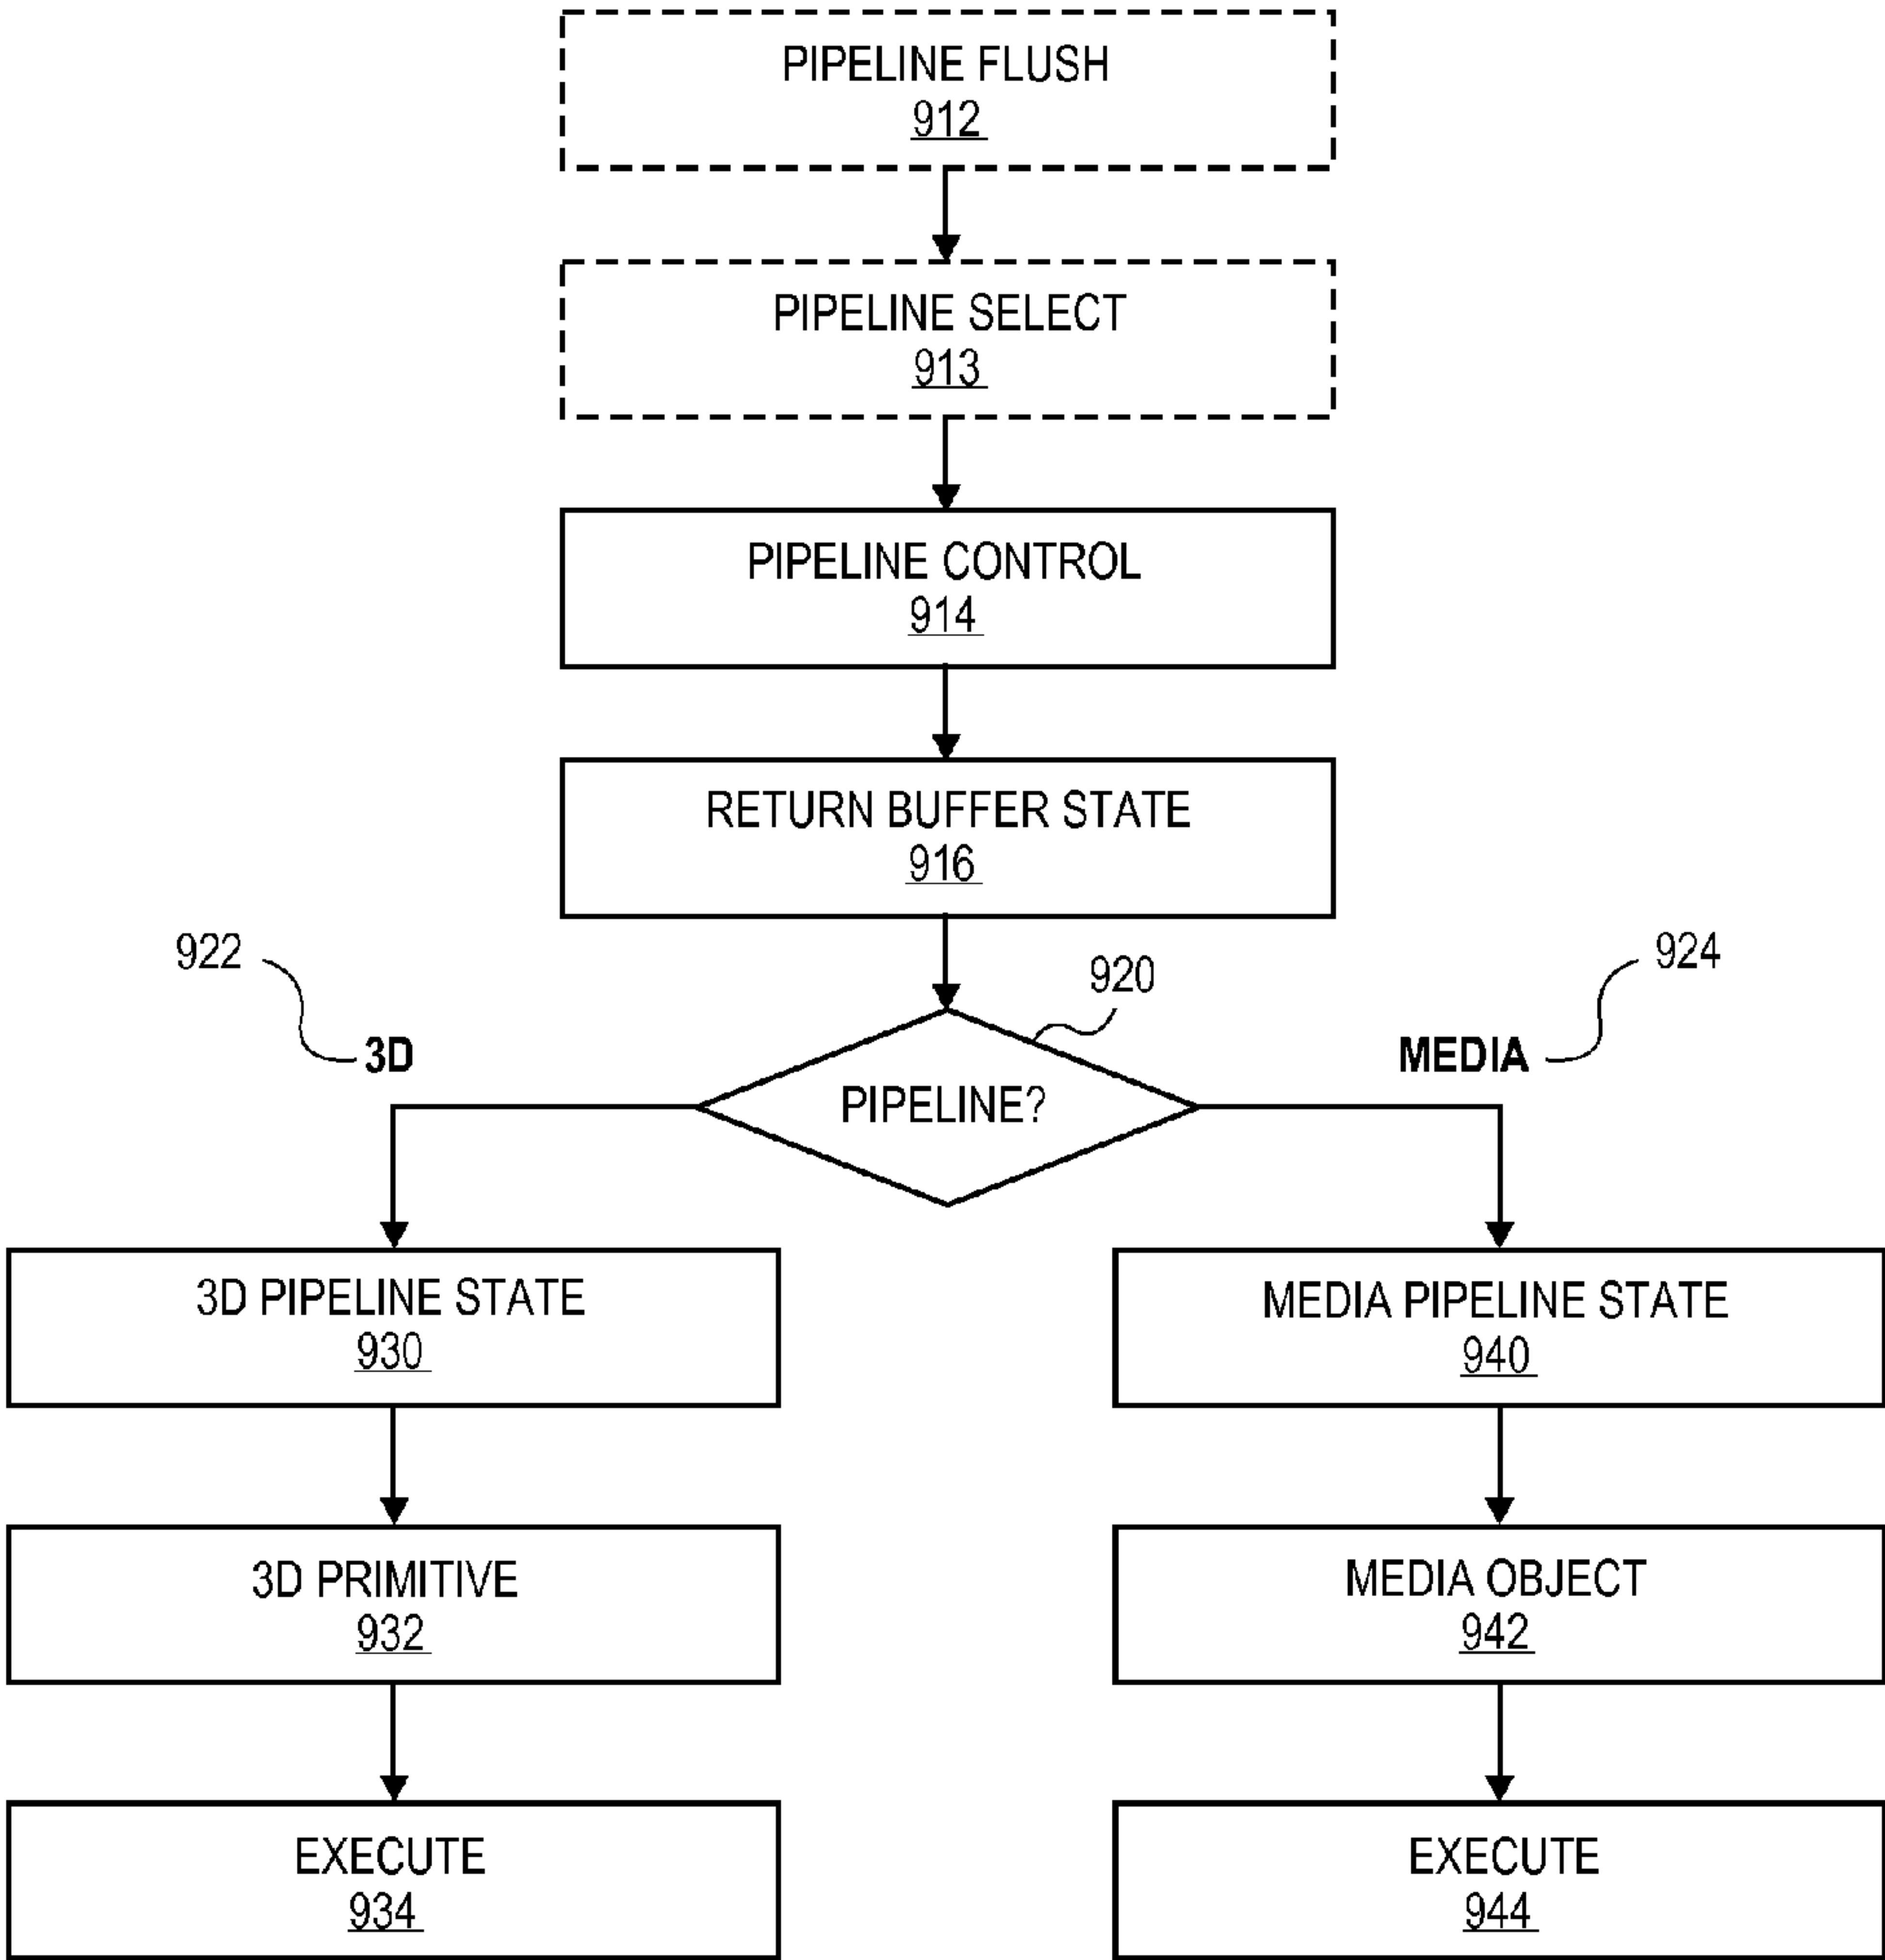 PIPELINE FLUSH
912
PIPELINE SELECT
913
PIPELINE CONTROL
914
RETURN BUFFER STATE
916
922
920
924
3D
MEDIA
PIPELINE?
3D PIPELINE STATE
930
MEDIA PIPELINE STATE
940
3D PRIMITIVE
932
MEDIA OBJECT
942
EXECUTE
934
EXECUTE
944